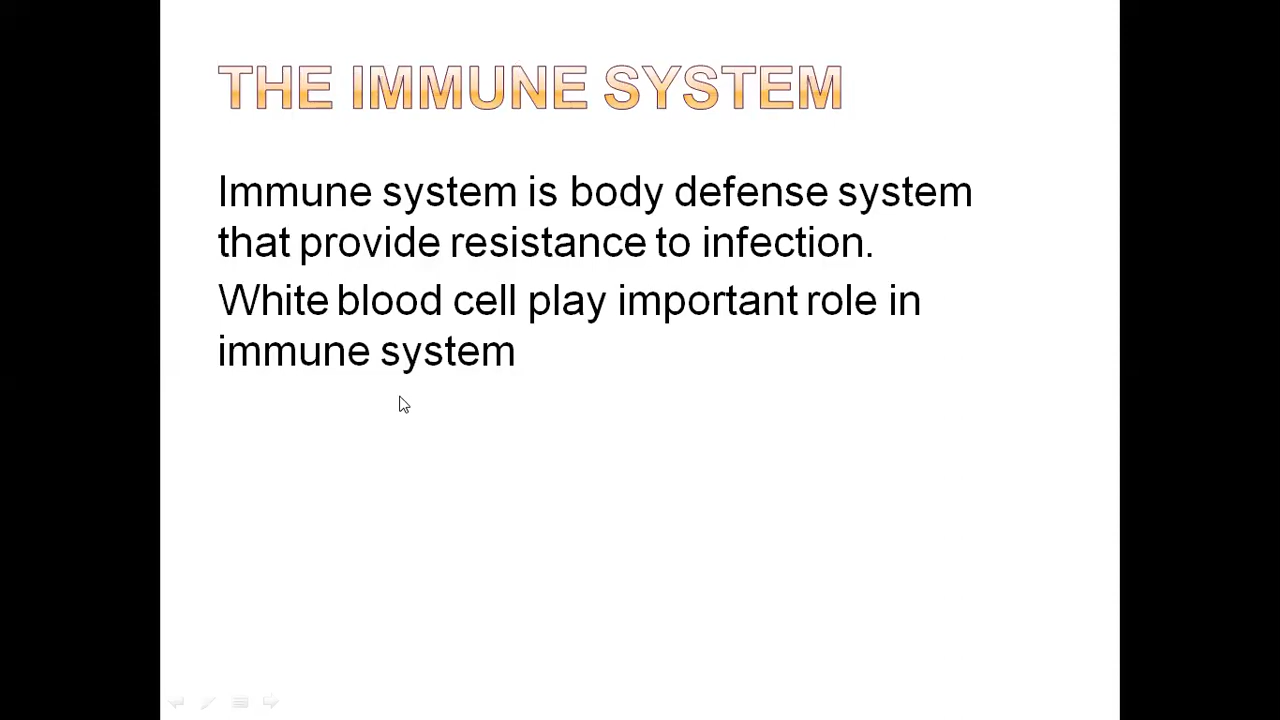 THE IMMUNE SYSTEM
Immune system is body defense system
that provide resistance to infection.
White blood cell play important role in
immune system